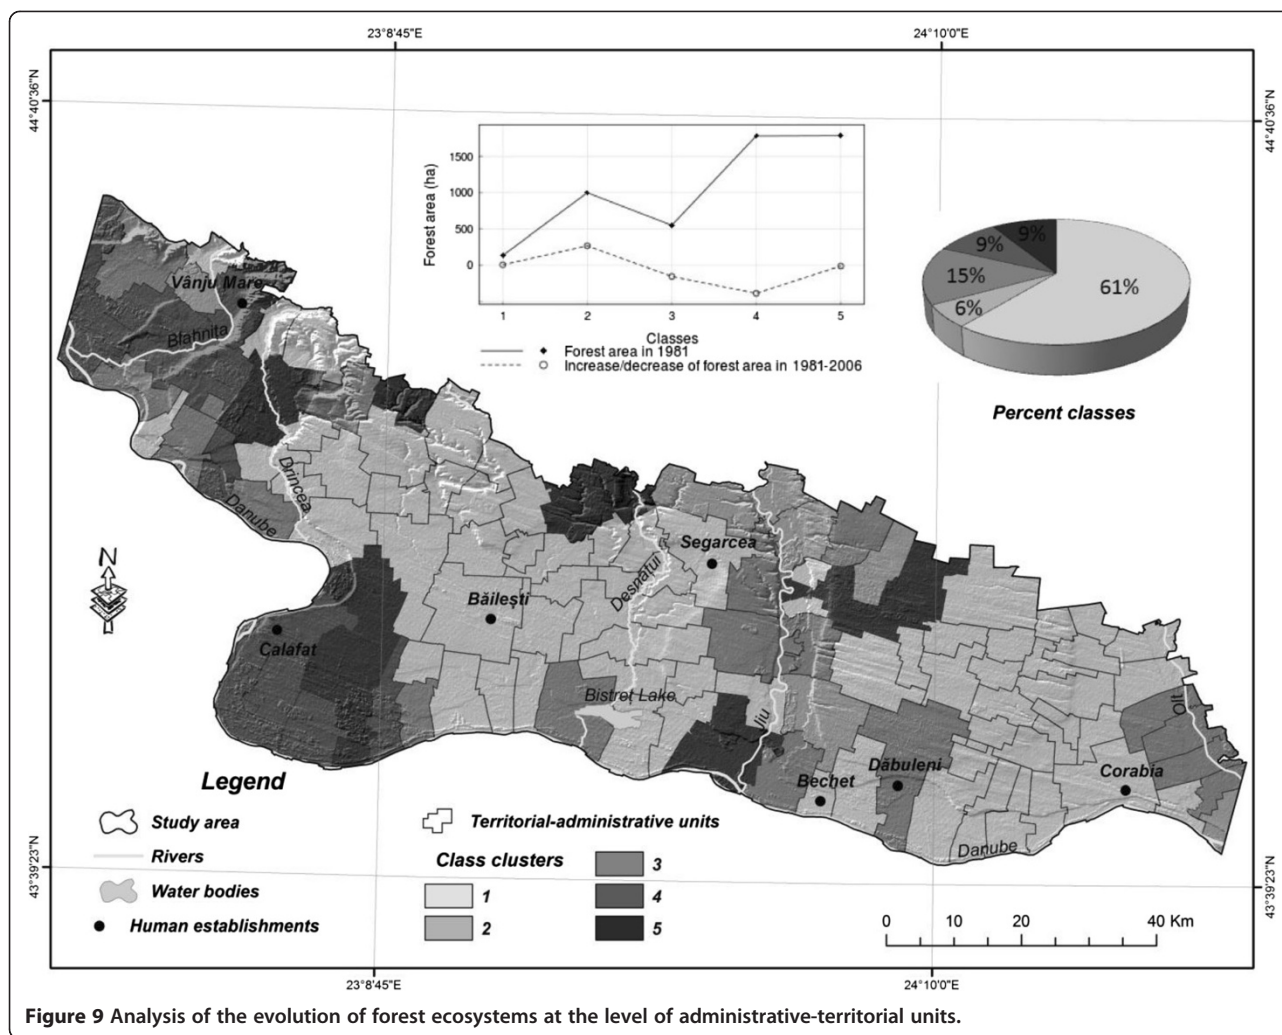 23°8'45"E
24°10'0"E
44°40'36"N
44°40'36"N
Forest area (ha)
1500
1000
500
0
1
2
3
4
5
Classes
Forest area in 1981
Increase/decrease of forest area in 1981-2006
9%
9%
15%
6%
61%
Percent classes
Vânju Mare
Blahnita
Drincea
Danube
N
Calafat
Băilești
Desnățui
Segarcea
Bistreț Lake
Jiu
Bechet
Dăbuleni
Corabia
Olt
Danube
Legend
Study area
Rivers
Water bodies
Human establishments
Territorial-administrative units
Class clusters
1
2
3
4
5
0 10 20 40 Km
43°39'23"N
43°39'23"N
23°8'45"E
24°10'0"E
Figure 9 Analysis of the evolution of forest ecosystems at the level of administrative-territorial units.